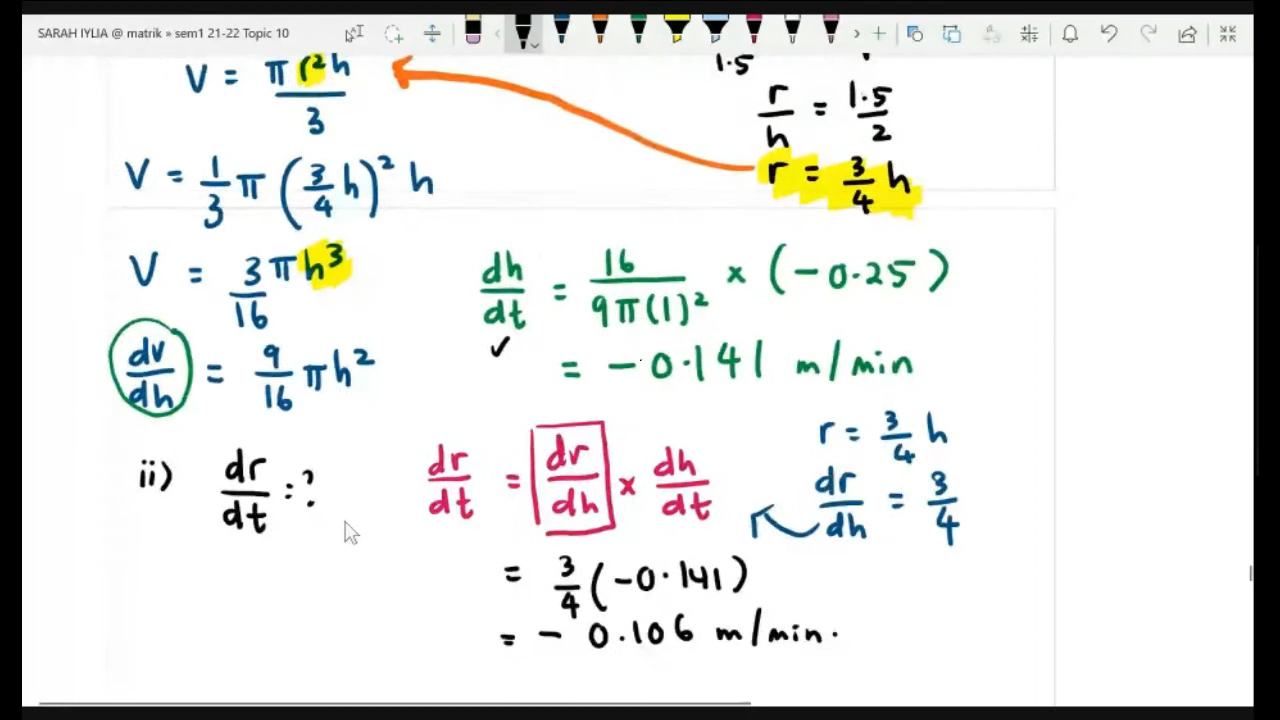 SARAH IYLIA @ matrik » sem1 21-22 Topic 10
V = πr²h/3
1.5
r/h = 1.5/2
r = 3/4 h
V = 1/3 π (3/4 h)² h
V = 3/16 πh³
dh/dt = 16/9π(1)² × (-0.25)
✓
= -0.141 m/min
dv/dh = 9/16 πh²
r = 3/4 h
ii) dr/dt = ?
dr/dt = dr/dh × dh/dt
dr/dh = 3/4
= 3/4 (-0.141)
= - 0.106 m/min.